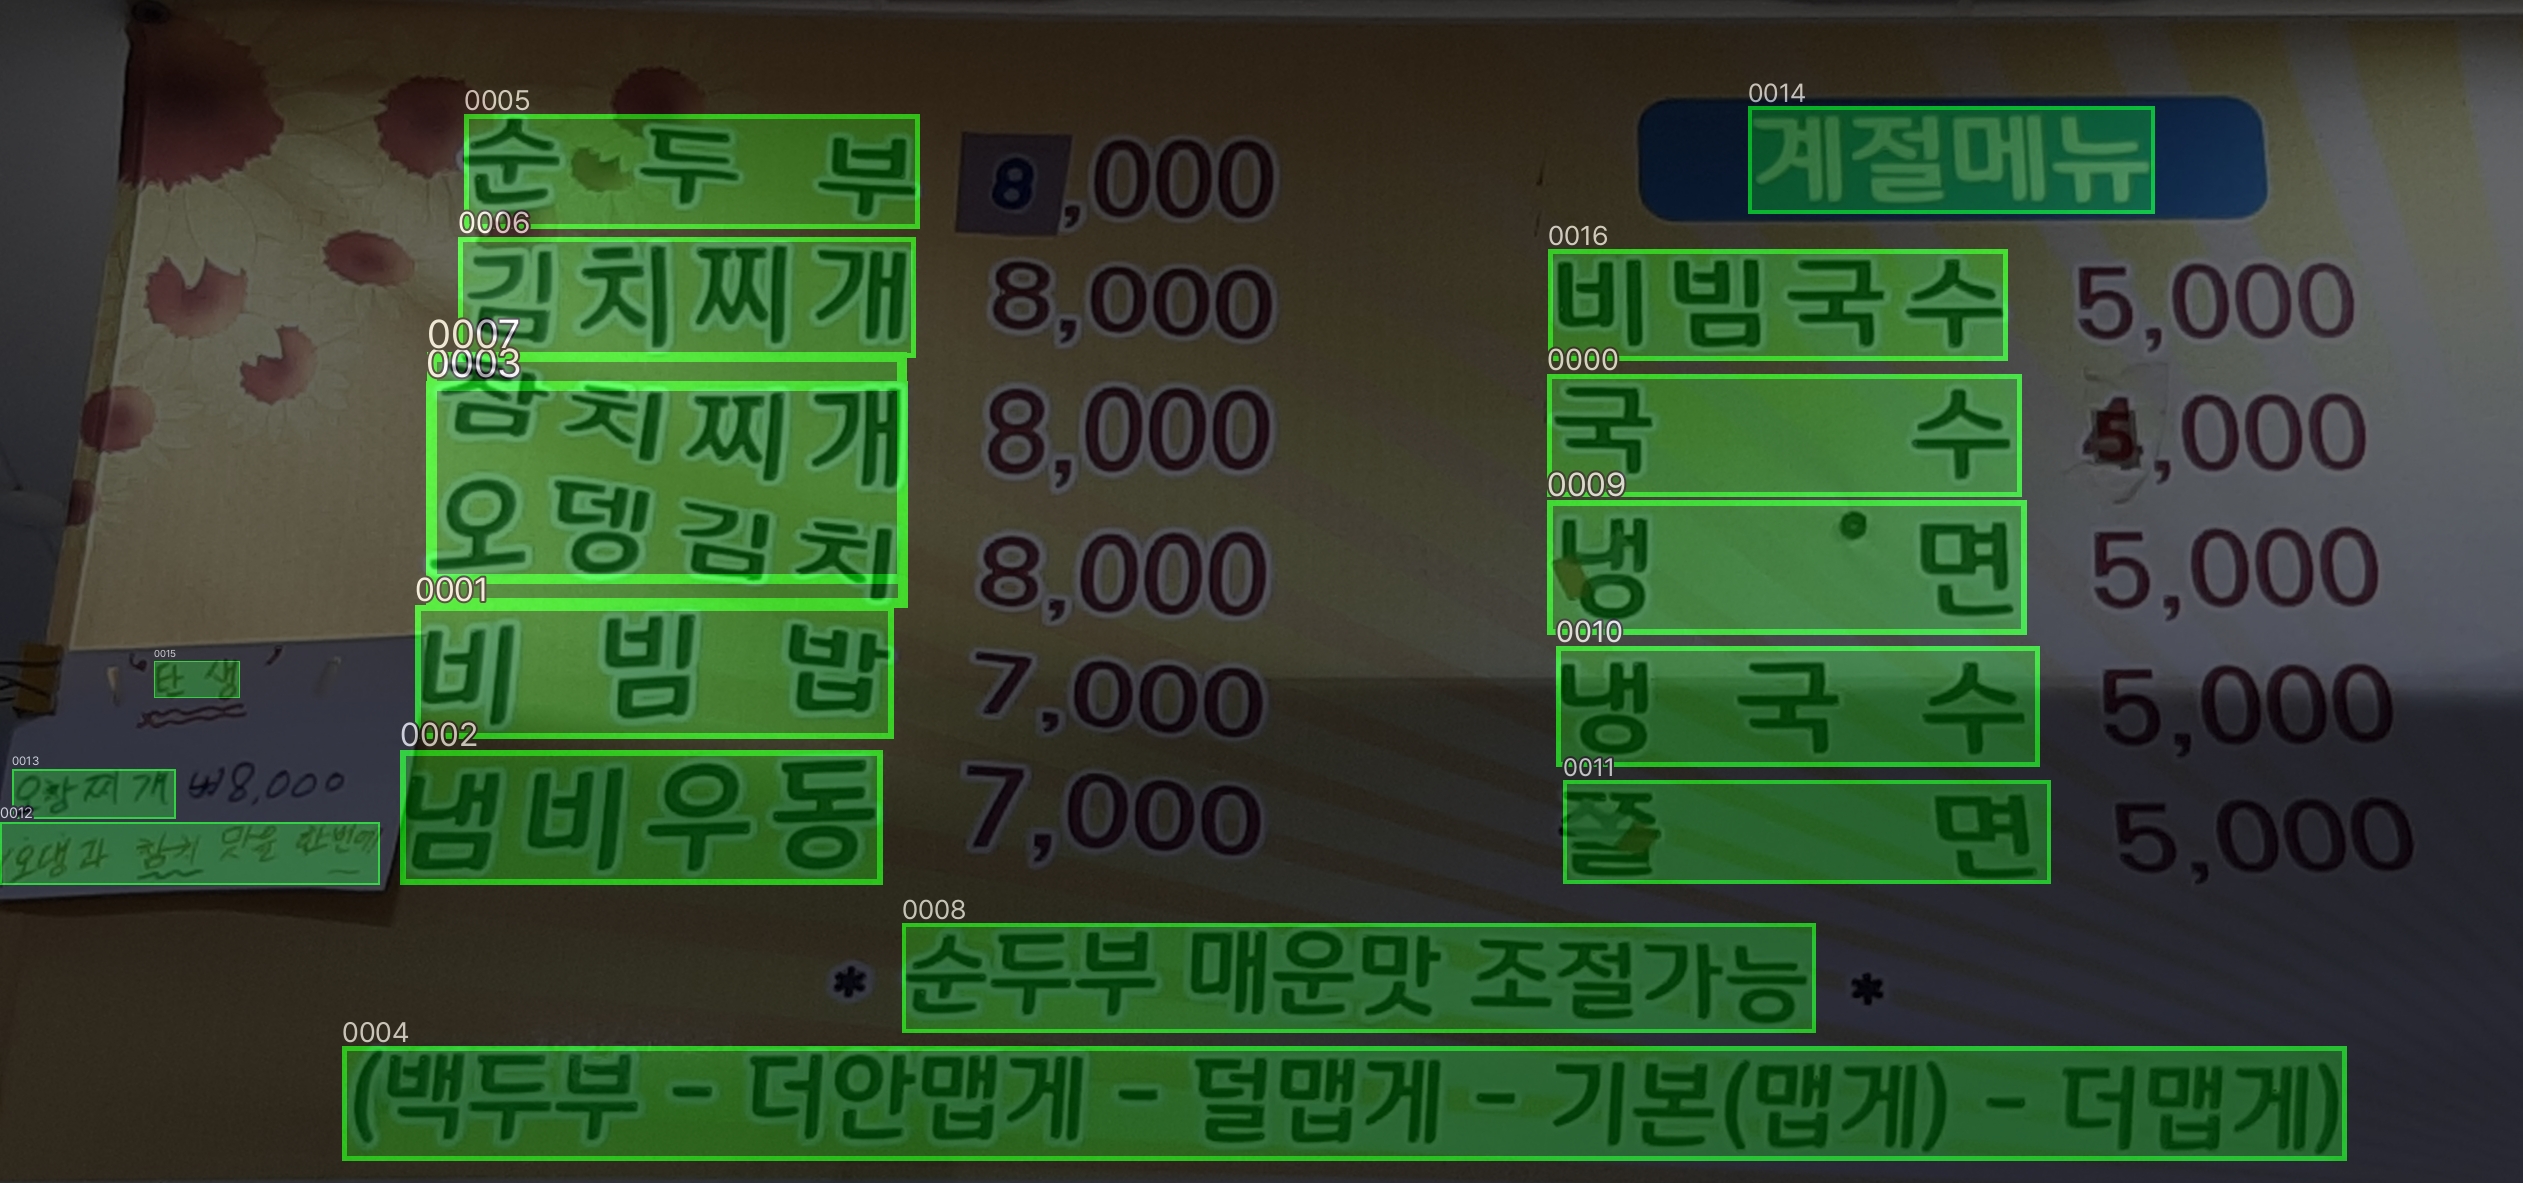 순 두 부 8,000
김치찌개 8,000
참치찌개 8,000
오뎅김치 8,000
비 빔 밥 7,000
냄비우동 7,000
"탄 생"
오참찌개 ₩8,000
오뎅과 참치 맛을 한번에
계절메뉴
비빔국수 5,000
국 수 5,000
냉 면 5,000
냉 국 수 5,000
쫄 면 5,000
* 순두부 매운맛 조절가능 *
(백두부 - 더안맵게 - 덜맵게 - 기본(맵게) - 더맵게)